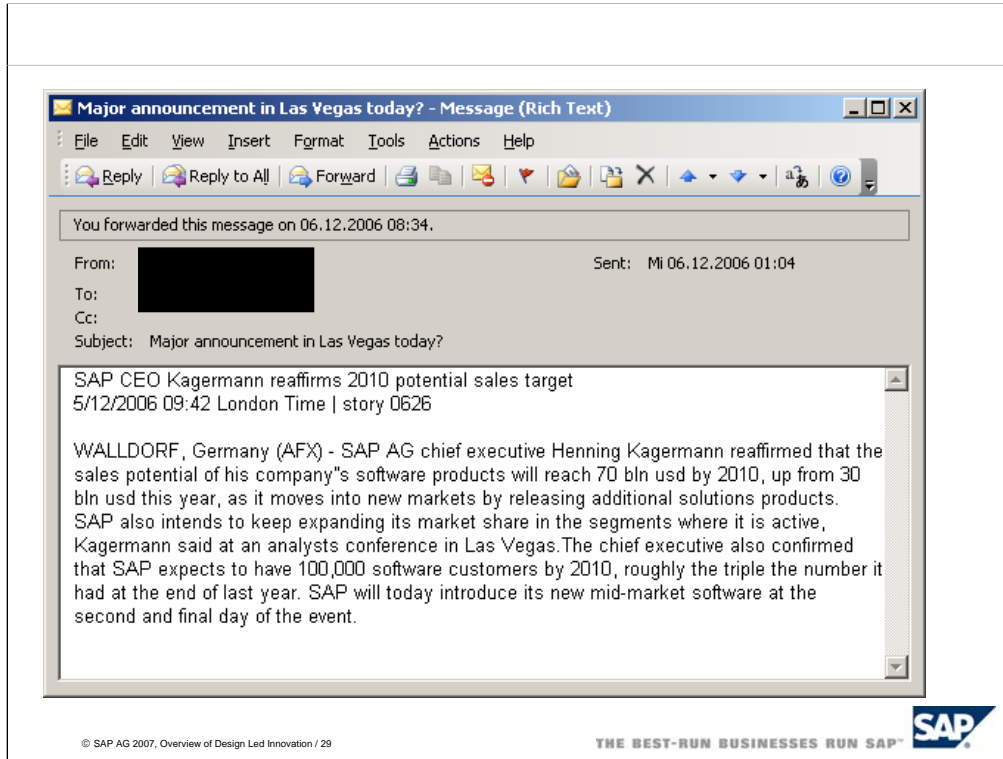 Major announcement in Las Vegas today? - Message (Rich Text)
File Edit View Insert Format Tools Actions Help
Reply Reply to All Forward
You forwarded this message on 06.12.2006 08:34.
From: Sent: Mi 06.12.2006 01:04
To:
Cc:
Subject: Major announcement in Las Vegas today?
SAP CEO Kagermann reaffirms 2010 potential sales target
5/12/2006 09:42 London Time | story 0626
WALLDORF, Germany (AFX) - SAP AG chief executive Henning Kagermann reaffirmed that the
sales potential of his company"s software products will reach 70 bln usd by 2010, up from 30
bln usd this year, as it moves into new markets by releasing additional solutions products.
SAP also intends to keep expanding its market share in the segments where it is active,
Kagermann said at an analysts conference in Las Vegas.The chief executive also confirmed
that SAP expects to have 100,000 software customers by 2010, roughly the triple the number it
had at the end of last year. SAP will today introduce its new mid-market software at the
second and final day of the event.
© SAP AG 2007, Overview of Design Led Innovation / 29
THE BEST-RUN BUSINESSES RUN SAP™
SAP